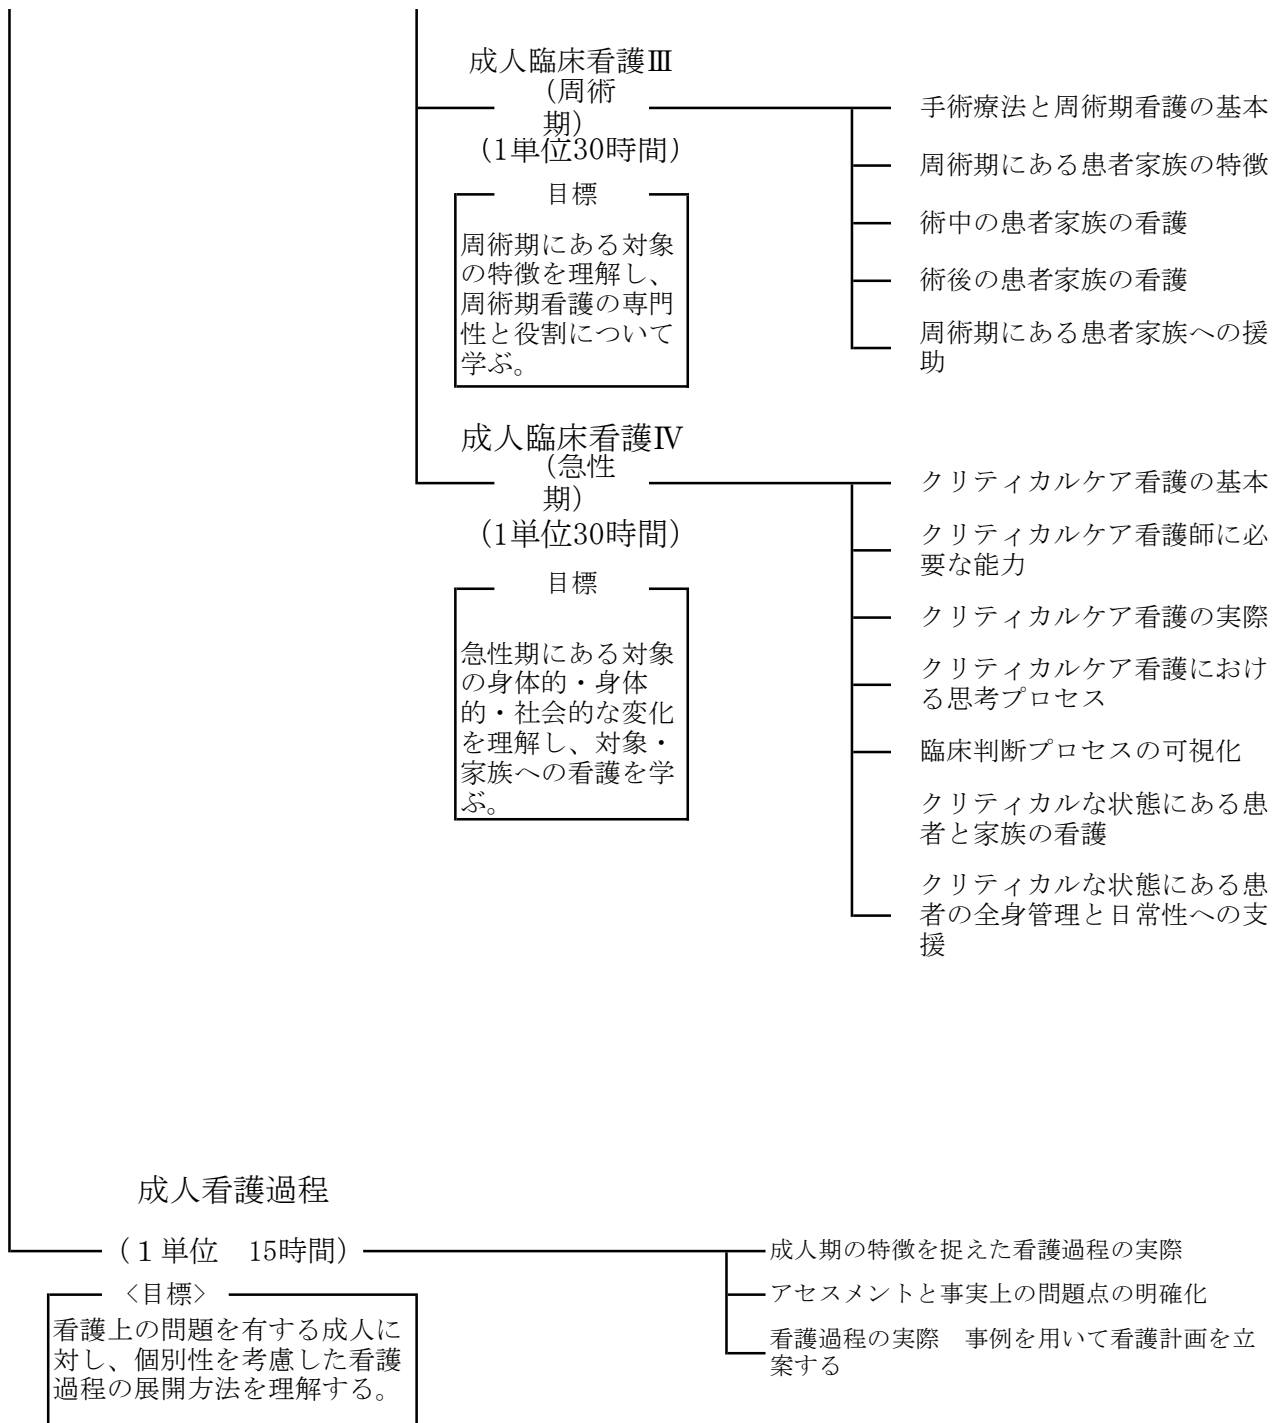 成人臨床看護Ⅲ
(周術
期)
(1単位30時間)
目標
周術期にある対象
の特徴を理解し、
周術期看護の専門
性と役割について
学ぶ。
手術療法と周術期看護の基本
周術期にある患者家族の特徴
術中の患者家族の看護
術後の患者家族の看護
周術期にある患者家族への援
助
成人臨床看護Ⅳ
(急性
期)
(1単位30時間)
目標
急性期にある対象
の身体的・身体
的・社会的な変化
を理解し、対象・
家族への看護を学
ぶ。
クリティカルケア看護の基本
クリティカルケア看護師に必
要な能力
クリティカルケア看護の実際
クリティカルケア看護におけ
る思考プロセス
臨床判断プロセスの可視化
クリティカルな状態にある患
者と家族の看護
クリティカルな状態にある患
者の全身管理と日常性への支
援
成人看護過程
(１単位　15時間)
<目標>
看護上の問題を有する成人に
対し、個別性を考慮した看護
過程の展開方法を理解する。
成人期の特徴を捉えた看護過程の実際
アセスメントと事実上の問題点の明確化
看護過程の実際　事例を用いて看護計画を立
案する